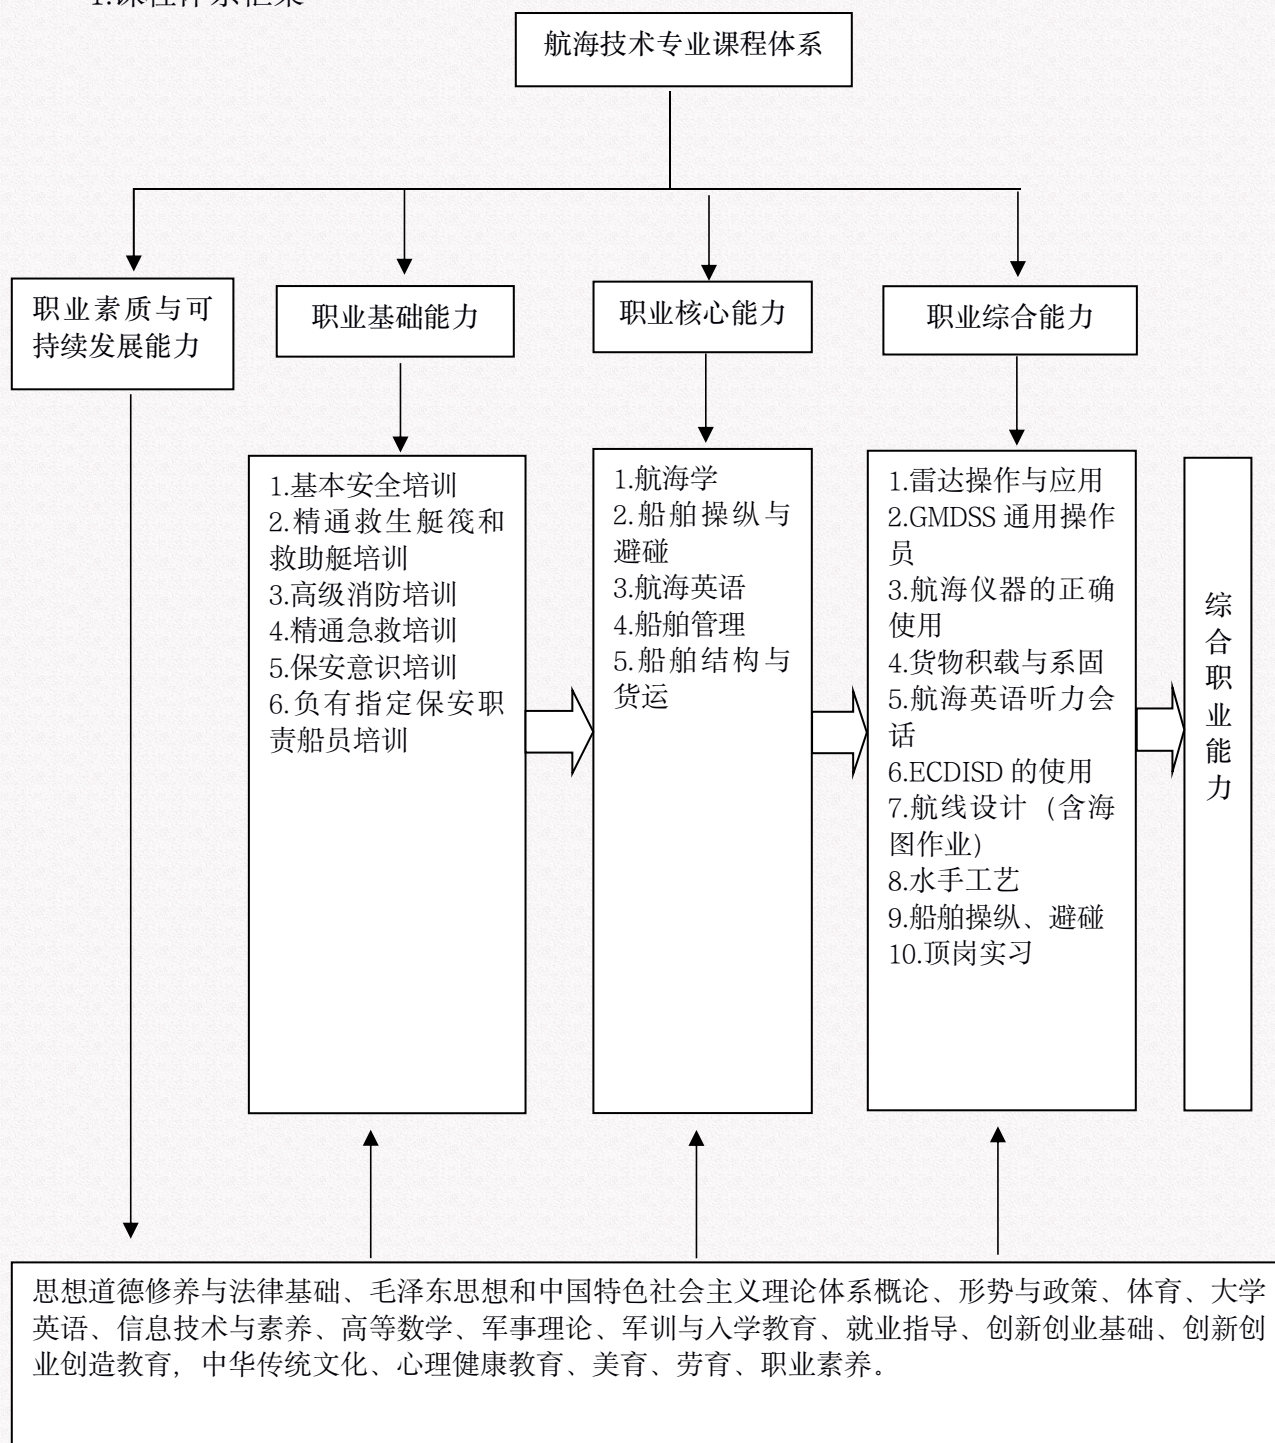 1.课程体系框架
航海技术专业课程体系
职业素质与可
持续发展能力
职业基础能力
职业核心能力
职业综合能力
1.基本安全培训
2.精通救生艇筏和
救助艇培训
3.高级消防培训
4.精通急救培训
5.保安意识培训
6.负有指定保安职
责船员培训
1.航海学
2.船舶操纵与
避碰
3.航海英语
4.船舶管理
5.船舶结构与
货运
1.雷达操作与应用
2.GMDSS 通用操作
员
3.航海仪器的正确
使用
4.货物积载与系固
5.航海英语听力会
话
6.ECDISD 的使用
7.航线设计（含海
图作业）
8.水手工艺
9.船舶操纵、避碰
10.顶岗实习
综
合
职
业
能
力
思想道德修养与法律基础、毛泽东思想和中国特色社会主义理论体系概论、形势与政策、体育、大学
英语、信息技术与素养、高等数学、军事理论、军训与入学教育、就业指导、创新创业基础、创新创
业创造教育，中华传统文化、心理健康教育、美育、劳育、职业素养。